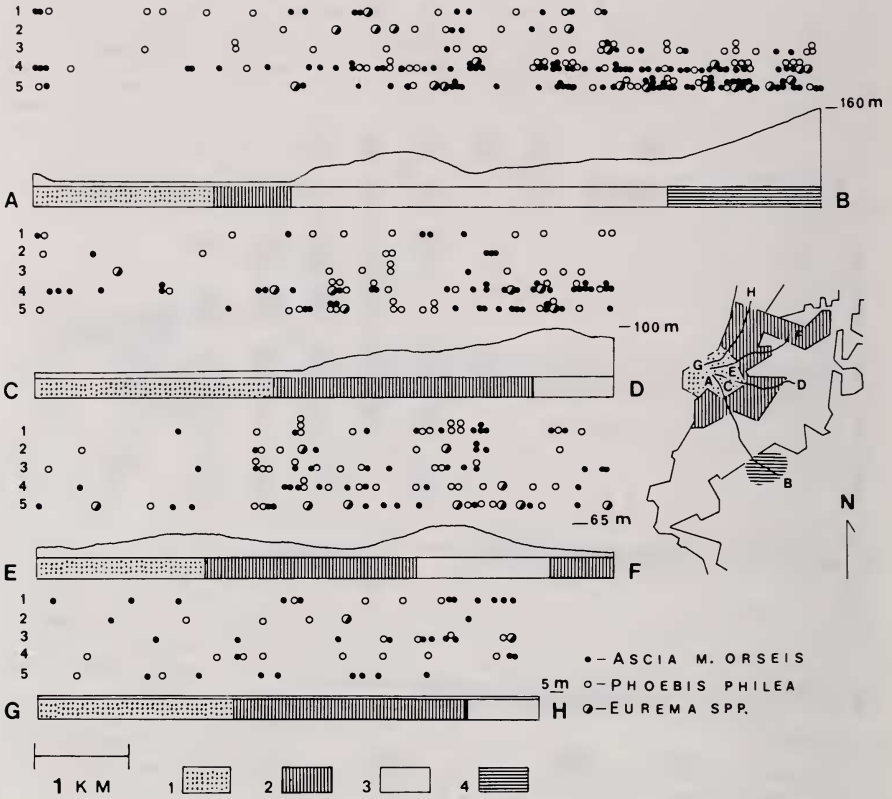 1
2
3
4
5
160 m
A B
1
2
3
4
5
100 m
C D
1
2
3
4
5
65 m
E F
1
2
3
4
5
5 m
G H
H
F
G
E
A C D
B
N
• – ASCIA M. ORSEIS
○ – PHOEBIS PHILEA
◑ – EUREMA SPP.
1 KM 1 2 3 4